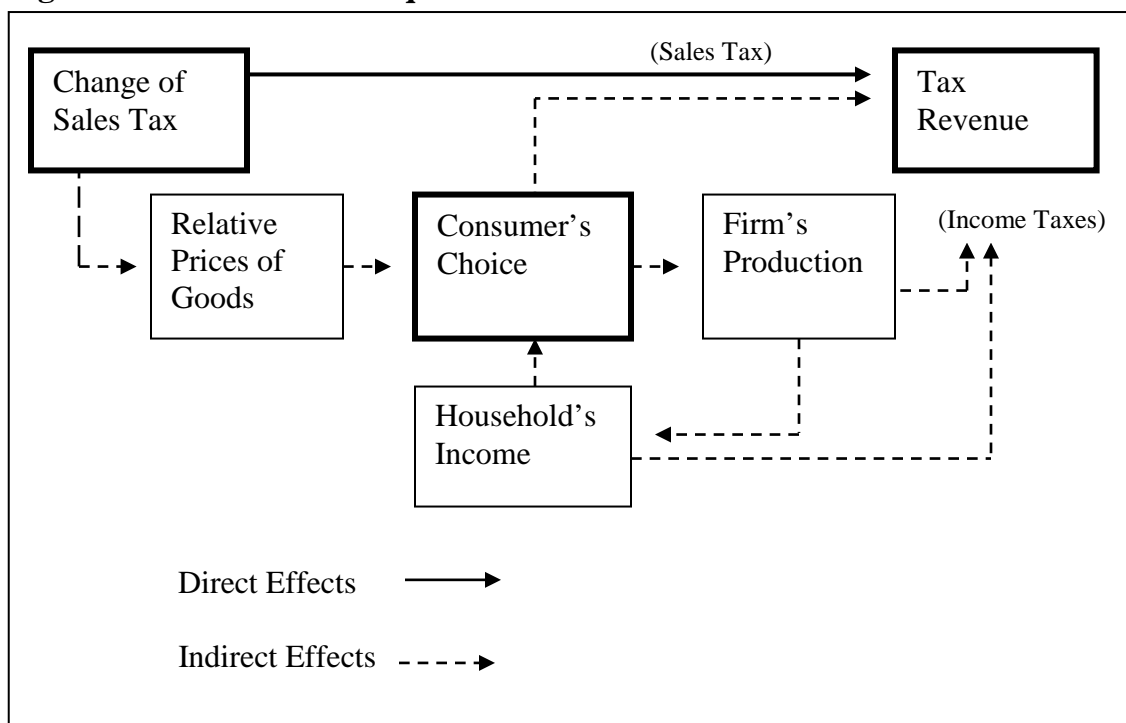 (Sales Tax)
Change of
Sales Tax
Tax
Revenue
Relative
Prices of
Goods
Consumer’s
Choice
Firm’s
Production
(Income Taxes)
Household’s
Income
Direct Effects
Indirect Effects